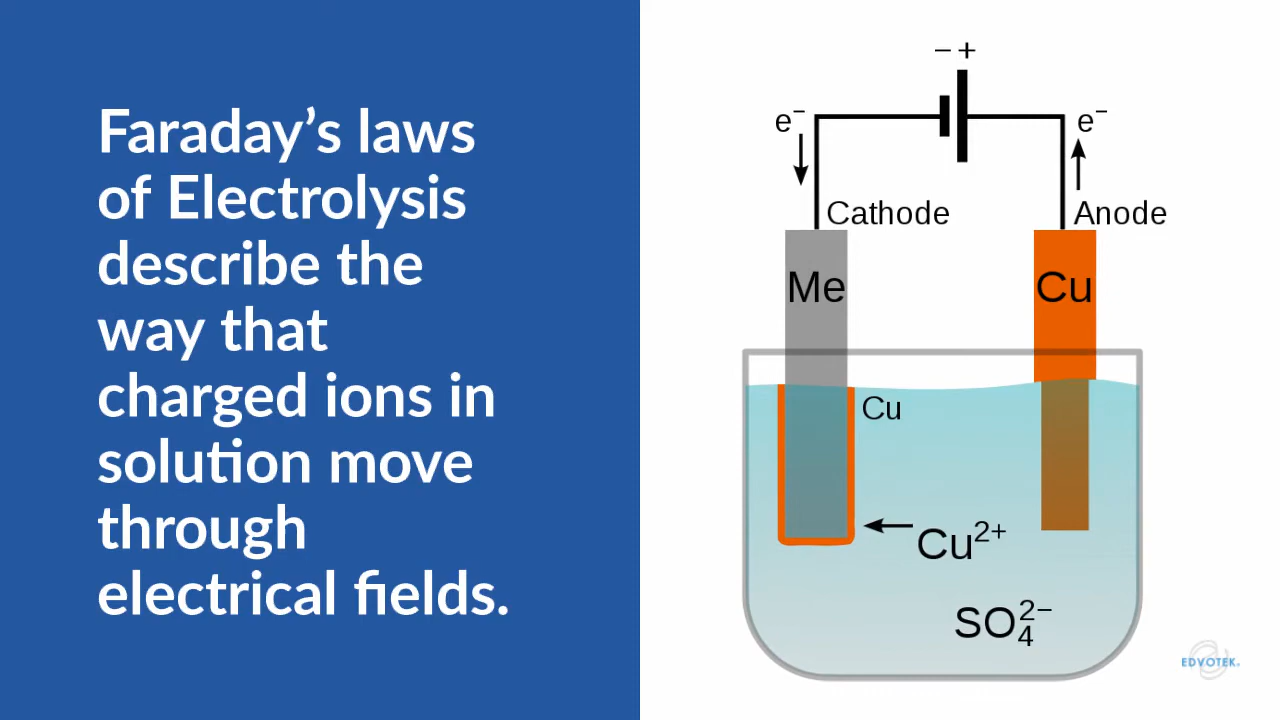 Faraday’s laws
of Electrolysis
describe the
way that
charged ions in
solution move
through
electrical fields.
− +
e⁻
e⁻
Cathode
Anode
Me
Cu
Cu
Cu²⁺
SO₄²⁻
EDVOTEK